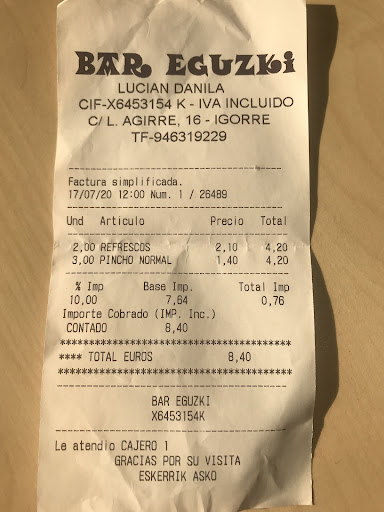 BAR EGUZKi
LUCIAN DANILA
CIF-X6453154 K - IVA INCLUIDO
C/ L. AGIRRE, 16 - IGORRE
TF-946319229
Factura simplificada.
17/07/20 12:00 Num. 1 / 26489
Und Articulo Precio Total
2,00 REFRESCOS 2,10 4,20
3,00 PINCHO NORMAL 1,40 4,20
% Imp Base Imp. Total Imp
10,00 7,64 0,76
Importe Cobrado (IMP. Inc.)
CONTADO 8,40
****************************************
**** TOTAL EUROS 8,40
****************************************
BAR EGUZKI
X6453154K
Le atendio CAJERO 1
GRACIAS POR SU VISITA
ESKERRIK ASKO